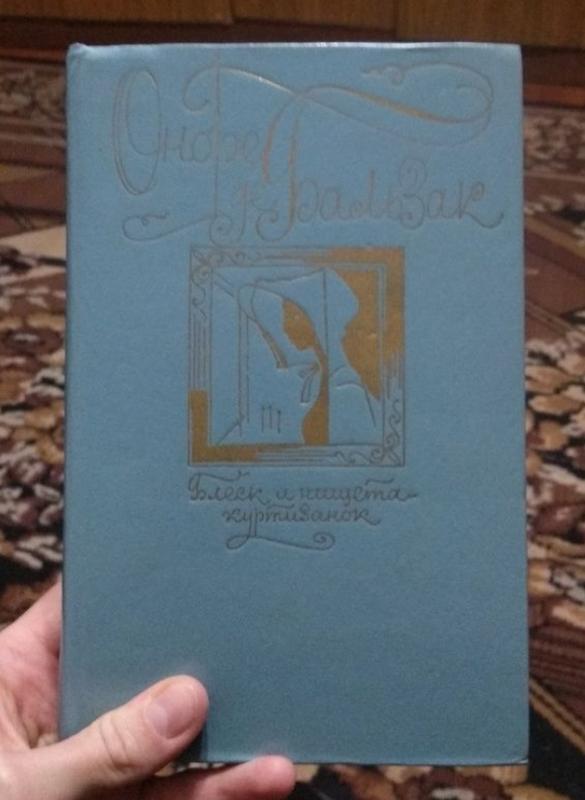 Оноре
де Бальзак
Блеск и нищета
куртизанок